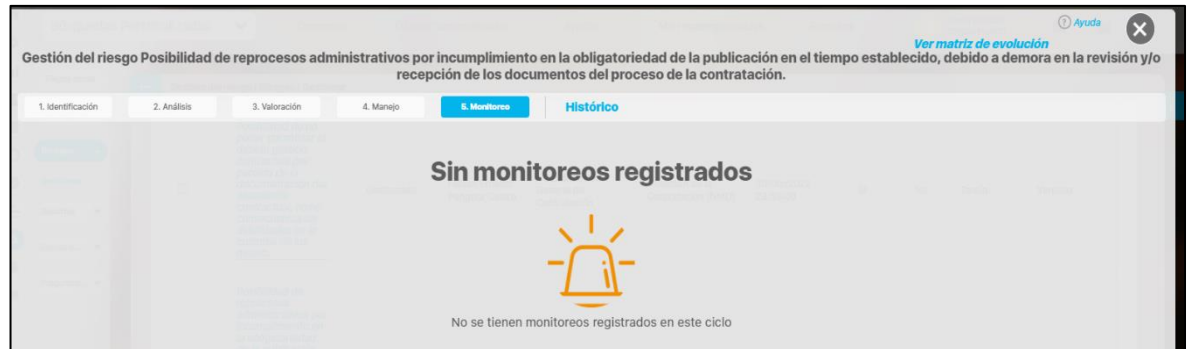 Ayuda
Ver matriz de evolución
Gestión del riesgo Posibilidad de reprocesos administrativos por incumplimiento en la obligatoriedad de la publicación en el tiempo establecido, debido a demora en la revisión y/o
recepción de los documentos del proceso de la contratación.
1. Identificación 2. Análisis 3. Valoración 4. Manejo 5. Monitoreo Histórico
Sin monitoreos registrados
No se tienen monitoreos registrados en este ciclo